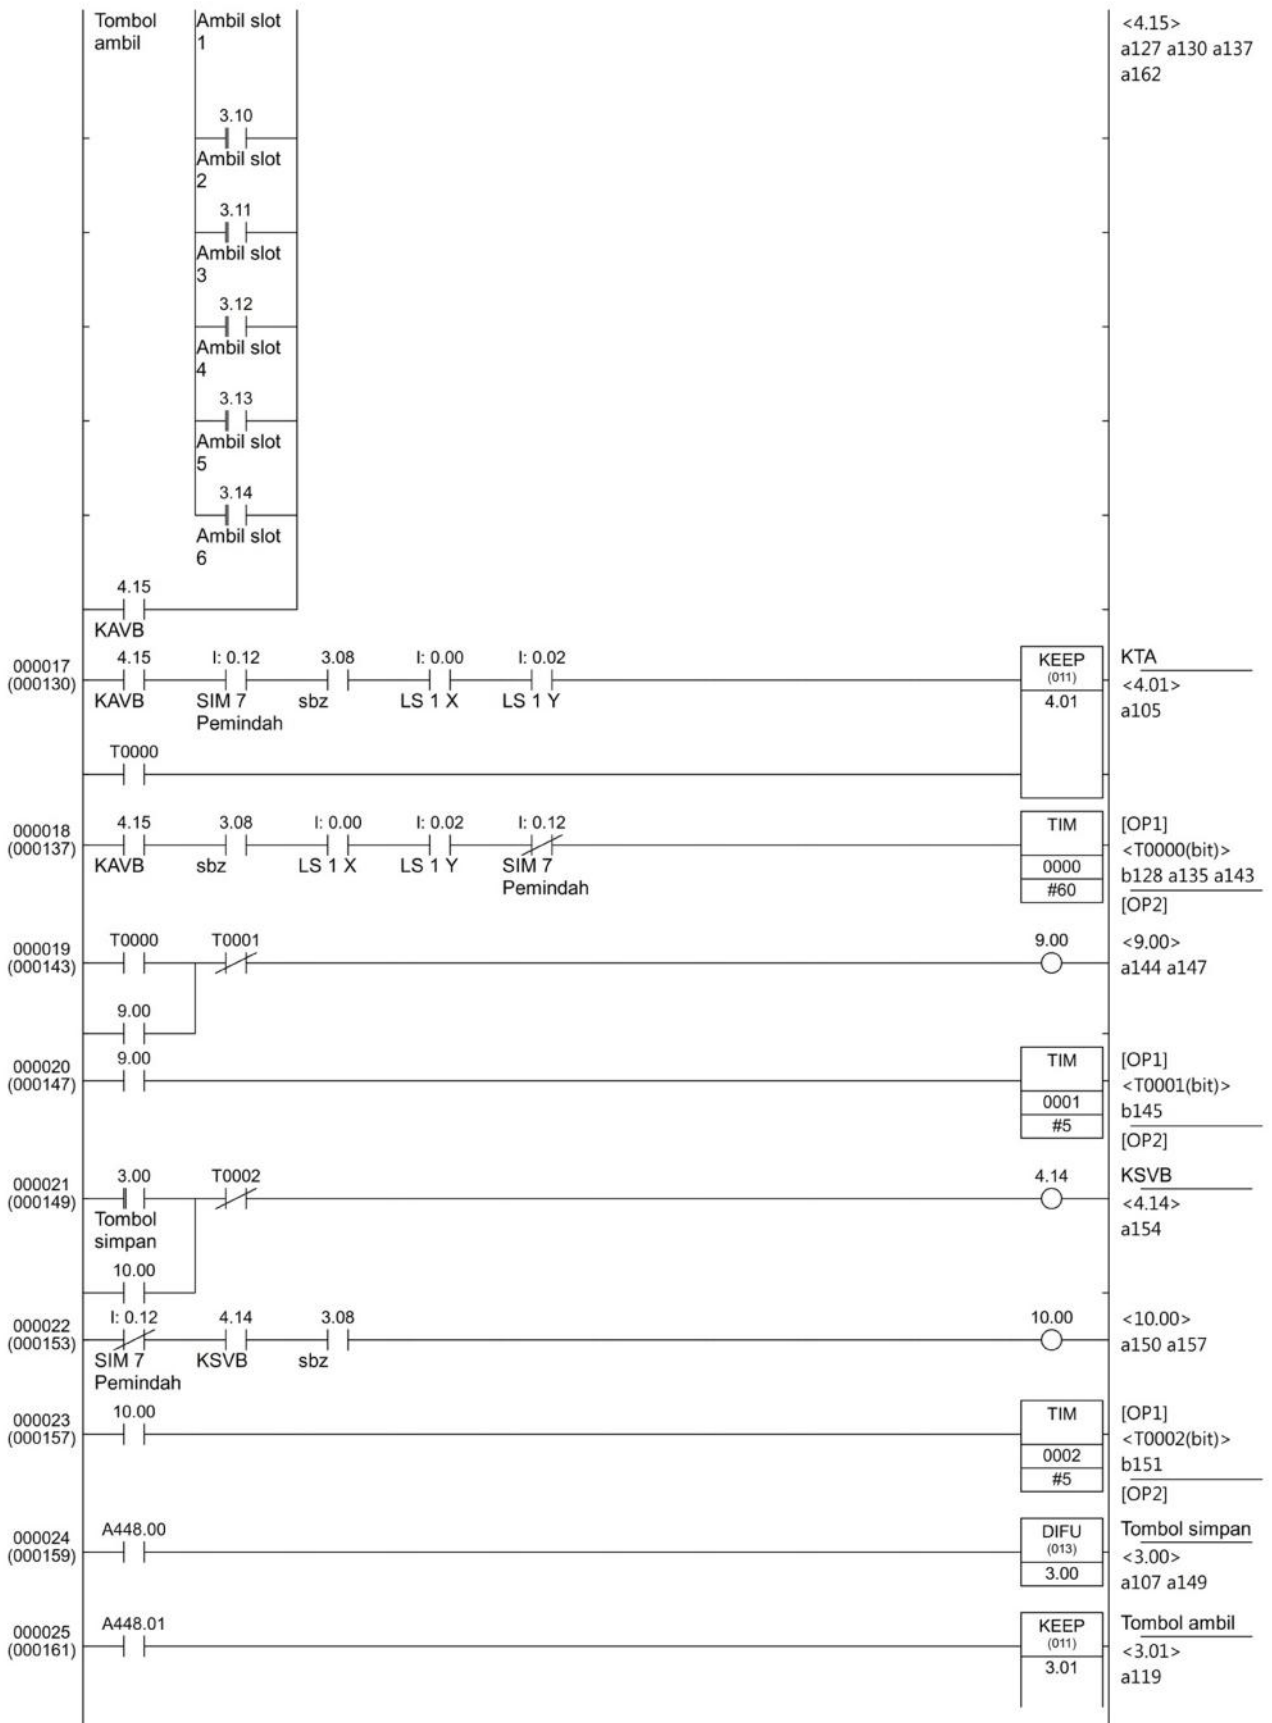 Tombol
ambil
Ambil slot
1
<4.15>
a127 a130 a137
a162
3.10
Ambil slot
2
3.11
Ambil slot
3
3.12
Ambil slot
4
3.13
Ambil slot
5
3.14
Ambil slot
6
4.15
KAVB
000017
(000130)
4.15
KAVB
I: 0.12
SIM 7
Pemindah
3.08
sbz
I: 0.00
LS 1 X
I: 0.02
LS 1 Y
KEEP
(011)
4.01
KTA
<4.01>
a105
T0000
000018
(000137)
4.15
KAVB
3.08
sbz
I: 0.00
LS 1 X
I: 0.02
LS 1 Y
I: 0.12
SIM 7
Pemindah
TIM
0000
#60
[OP1]
<T0000(bit)>
b128 a135 a143
[OP2]
000019
(000143)
T0000
T0001
9.00
<9.00>
a144 a147
9.00
000020
(000147)
9.00
TIM
0001
#5
[OP1]
<T0001(bit)>
b145
[OP2]
000021
(000149)
3.00
Tombol
simpan
T0002
4.14
KSVB
<4.14>
a154
10.00
000022
(000153)
I: 0.12
SIM 7
Pemindah
4.14
KSVB
3.08
sbz
10.00
<10.00>
a150 a157
000023
(000157)
10.00
TIM
0002
#5
[OP1]
<T0002(bit)>
b151
[OP2]
000024
(000159)
A448.00
DIFU
(013)
3.00
Tombol simpan
<3.00>
a107 a149
000025
(000161)
A448.01
KEEP
(011)
3.01
Tombol ambil
<3.01>
a119